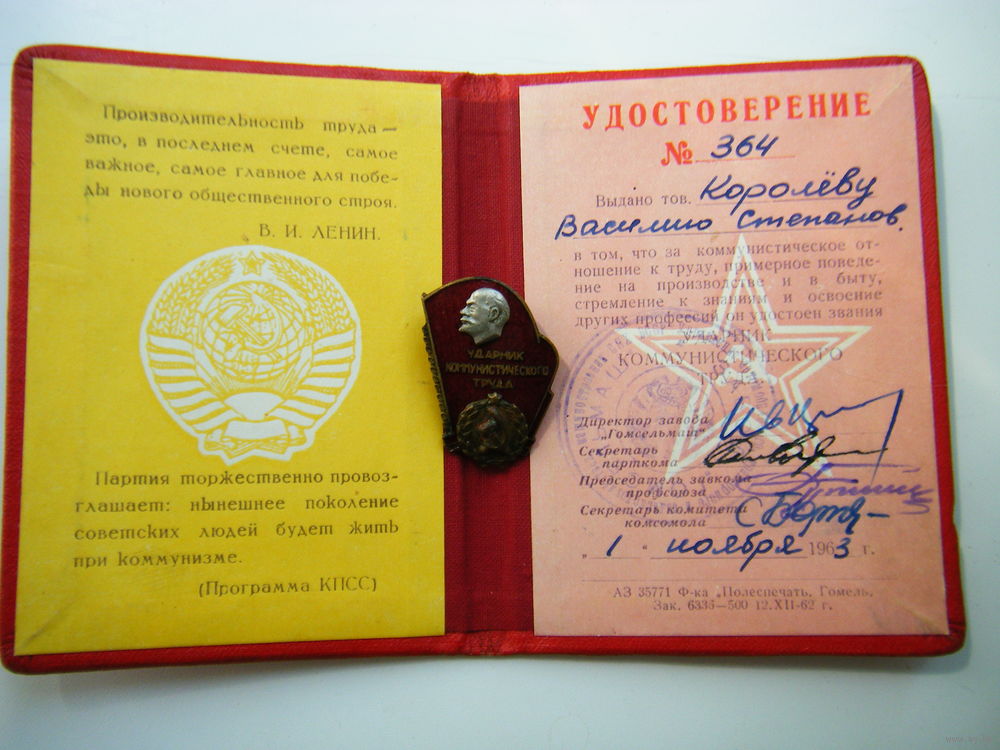 Производительность труда —
это, в последнем счете, самое
важное, самое главное для побе-
ды нового общественного строя.
В. И. ЛЕНИН.
Партия торжественно провоз-
глашает: нынешнее поколение
советских людей будет жить
при коммунизме.
(Программа КПСС)
УДАРНИК
КОММУНИСТИЧЕСКОГО
ТРУДА
УДОСТОВЕРЕНИЕ
№ 364
Выдано тов. Королёву
Василию Степанов.
в том, что за коммунистическое от-
ношение к труду, примерное поведе-
ние на производстве и в быту,
стремление к знаниям и освоение
других профессий он удостоен звания
УДАРНИК
КОММУНИСТИЧЕСКОГО
ТРУДА
Директор завода
„Гомсельмаш"
Секретарь
парткома
Председатель завкома
профсоюза
Секретарь комитета
комсомола
„ 1 " ноября 1963 г.
АЗ 35771 Ф-ка „Полеспечать, Гомель,
Зак. 6336—500 12.XII-62 г.